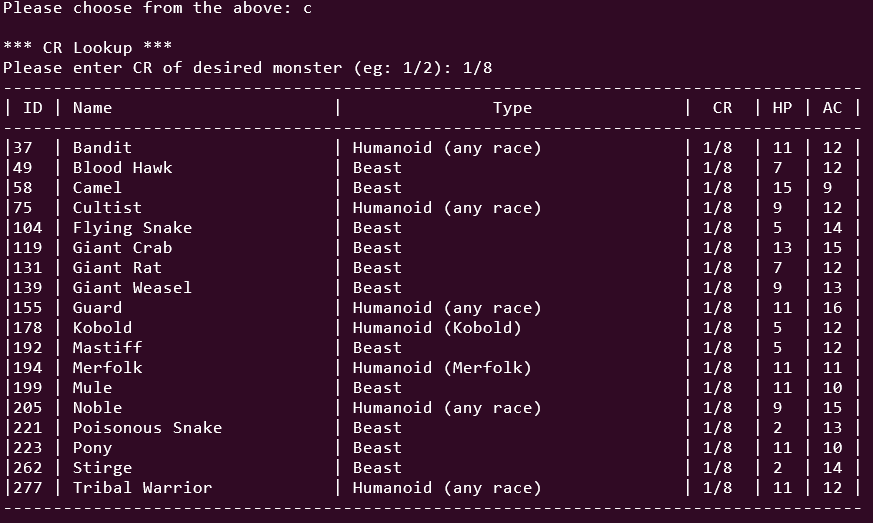 Please choose from the above: c
*** CR Lookup ***
Please enter CR of desired monster (eg: 1/2): 1/8
--------------------------------------------------------------------------------------
| ID | Name                      |               Type               |  CR  | HP | AC |
--------------------------------------------------------------------------------------
|37  | Bandit                    | Humanoid (any race)              | 1/8  | 11 | 12 |
|49  | Blood Hawk                | Beast                            | 1/8  | 7  | 12 |
|58  | Camel                     | Beast                            | 1/8  | 15 | 9  |
|75  | Cultist                   | Humanoid (any race)              | 1/8  | 9  | 12 |
|104 | Flying Snake              | Beast                            | 1/8  | 5  | 14 |
|119 | Giant Crab                | Beast                            | 1/8  | 13 | 15 |
|131 | Giant Rat                 | Beast                            | 1/8  | 7  | 12 |
|139 | Giant Weasel              | Beast                            | 1/8  | 9  | 13 |
|155 | Guard                     | Humanoid (any race)              | 1/8  | 11 | 16 |
|178 | Kobold                    | Humanoid (Kobold)                | 1/8  | 5  | 12 |
|192 | Mastiff                   | Beast                            | 1/8  | 5  | 12 |
|194 | Merfolk                   | Humanoid (Merfolk)               | 1/8  | 11 | 11 |
|199 | Mule                      | Beast                            | 1/8  | 11 | 10 |
|205 | Noble                     | Humanoid (any race)              | 1/8  | 9  | 15 |
|221 | Poisonous Snake           | Beast                            | 1/8  | 2  | 13 |
|223 | Pony                      | Beast                            | 1/8  | 11 | 10 |
|262 | Stirge                    | Beast                            | 1/8  | 2  | 14 |
|277 | Tribal Warrior            | Humanoid (any race)              | 1/8  | 11 | 12 |
--------------------------------------------------------------------------------------